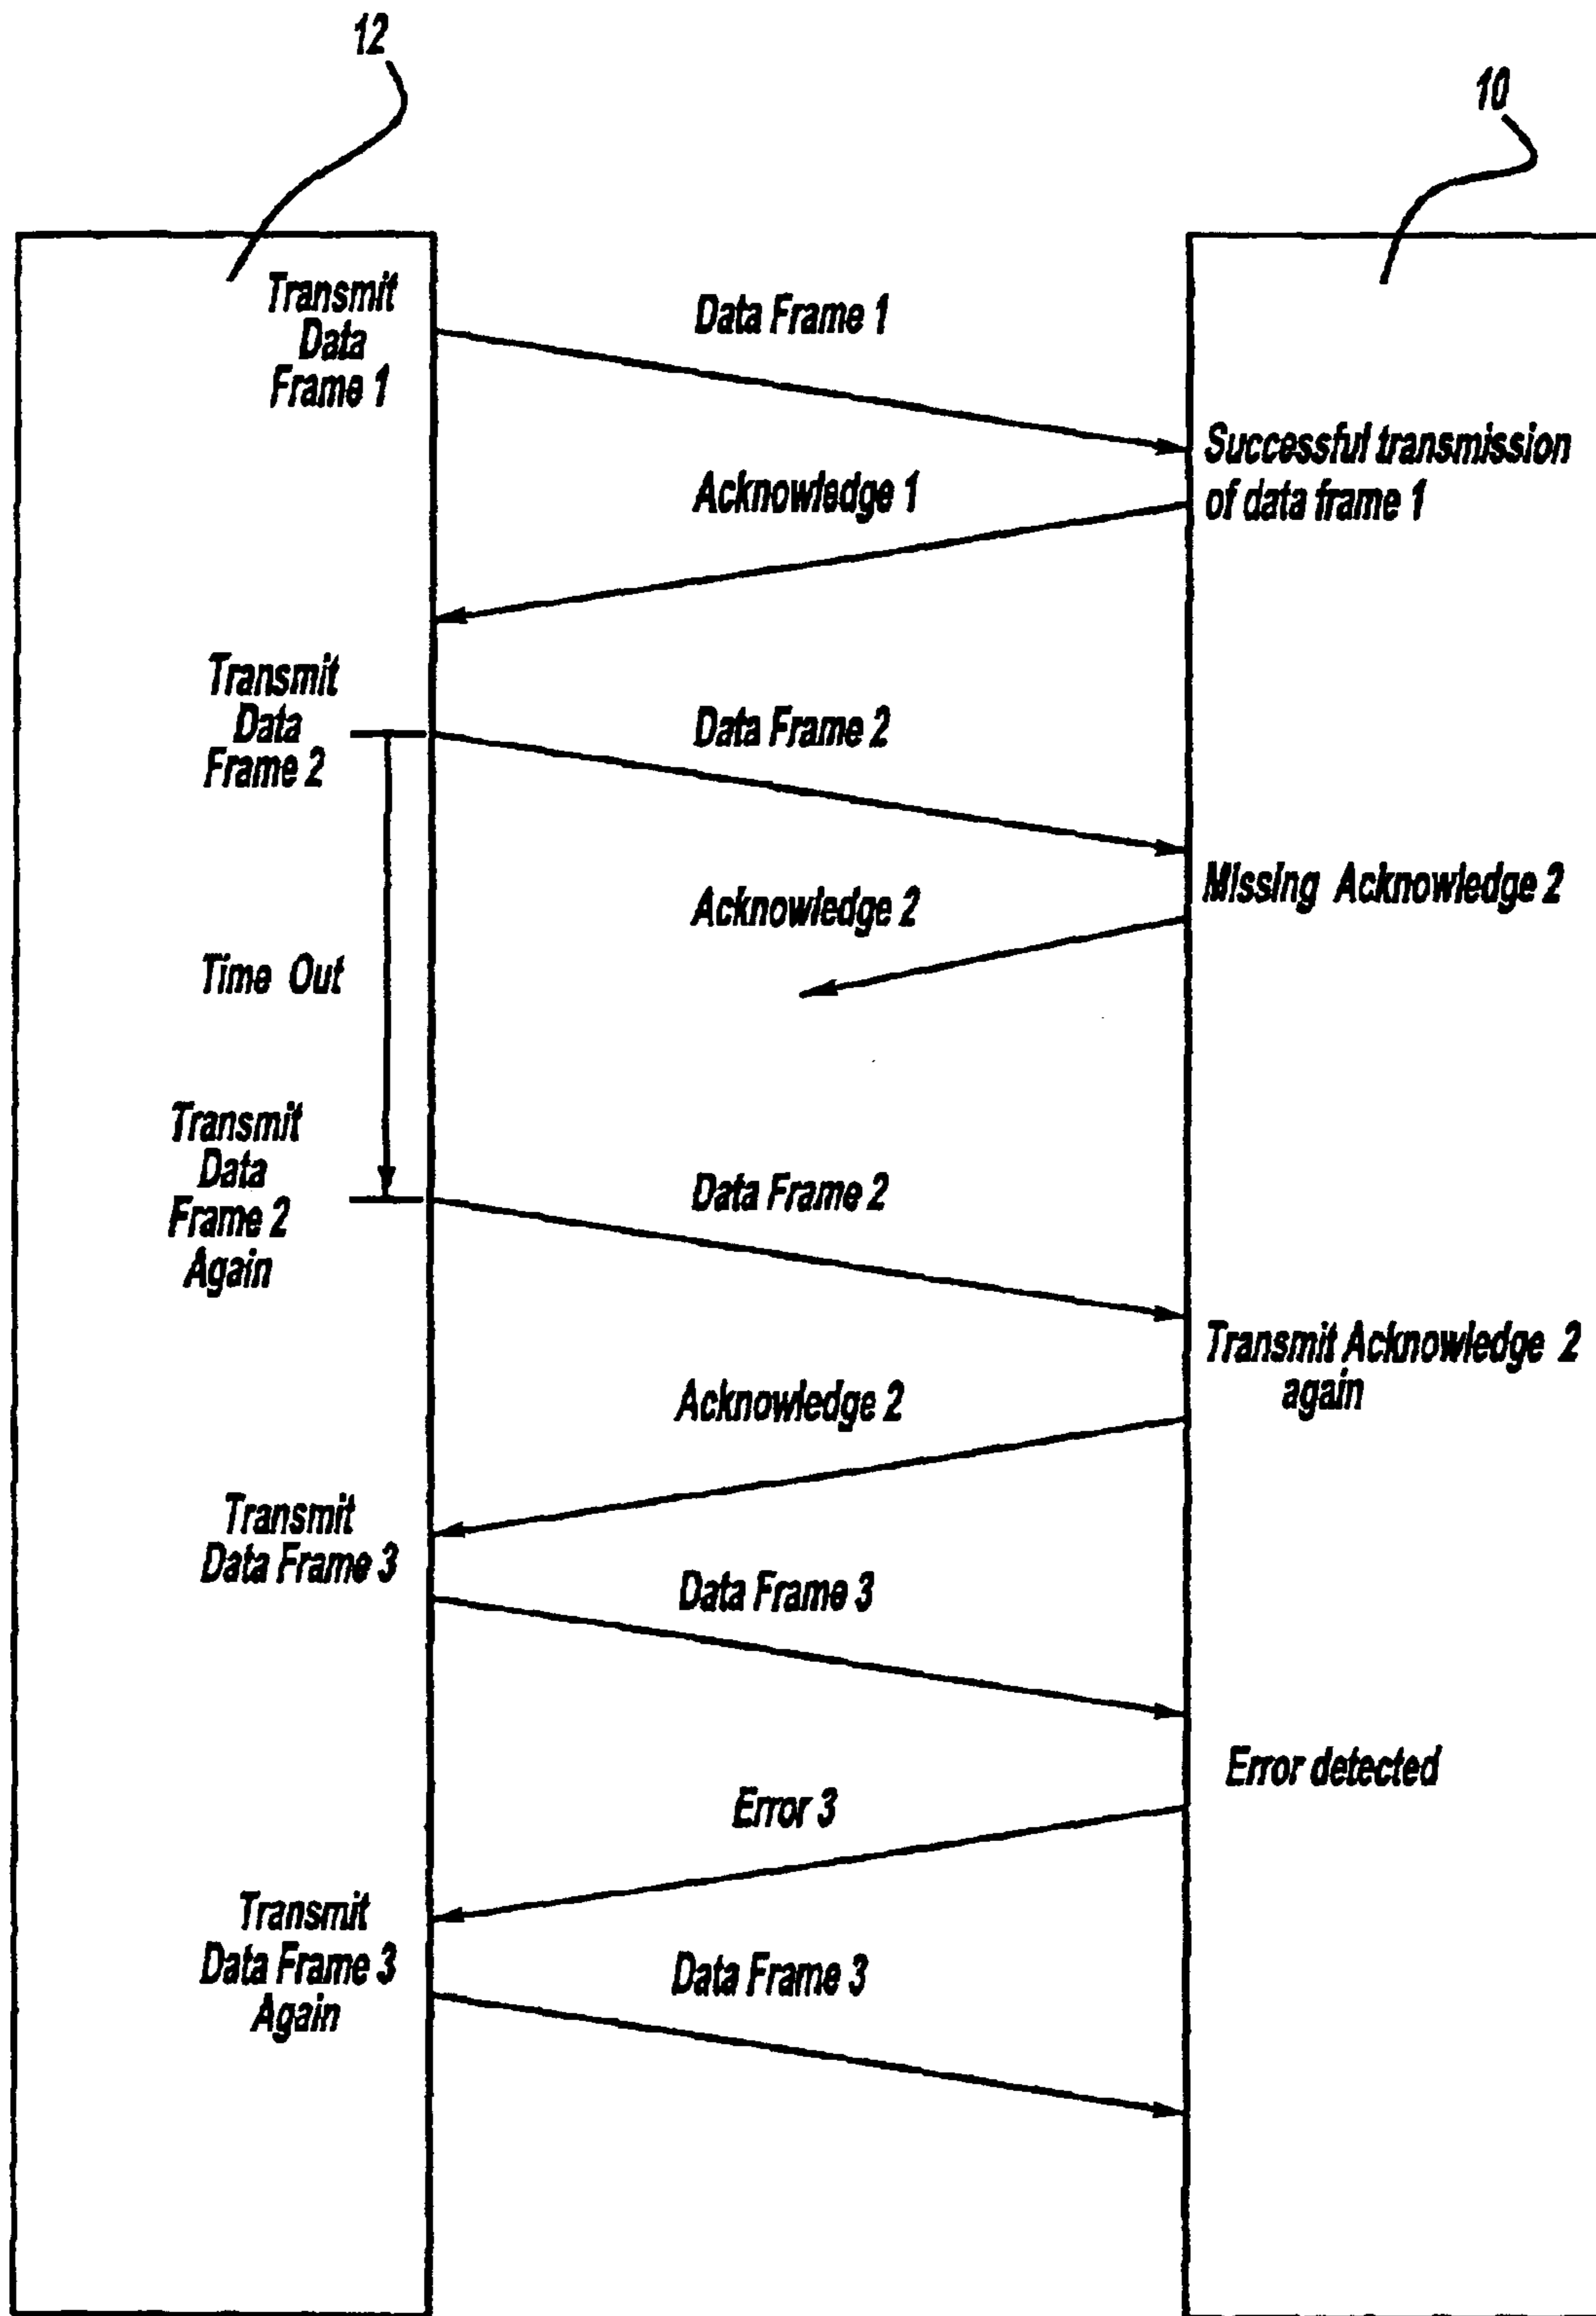 12
10
Transmit
Data
Frame 1
Data Frame 1
Successful transmission
of data frame 1
Acknowledge 1
Transmit
Data
Frame 2
Data Frame 2
Missing Acknowledge 2
Acknowledge 2
Time Out
Transmit
Data
Frame 2
Again
Data Frame 2
Transmit Acknowledge 2
again
Acknowledge 2
Transmit
Data Frame 3
Data Frame 3
Error detected
Error 3
Transmit
Data Frame 3
Again
Data Frame 3